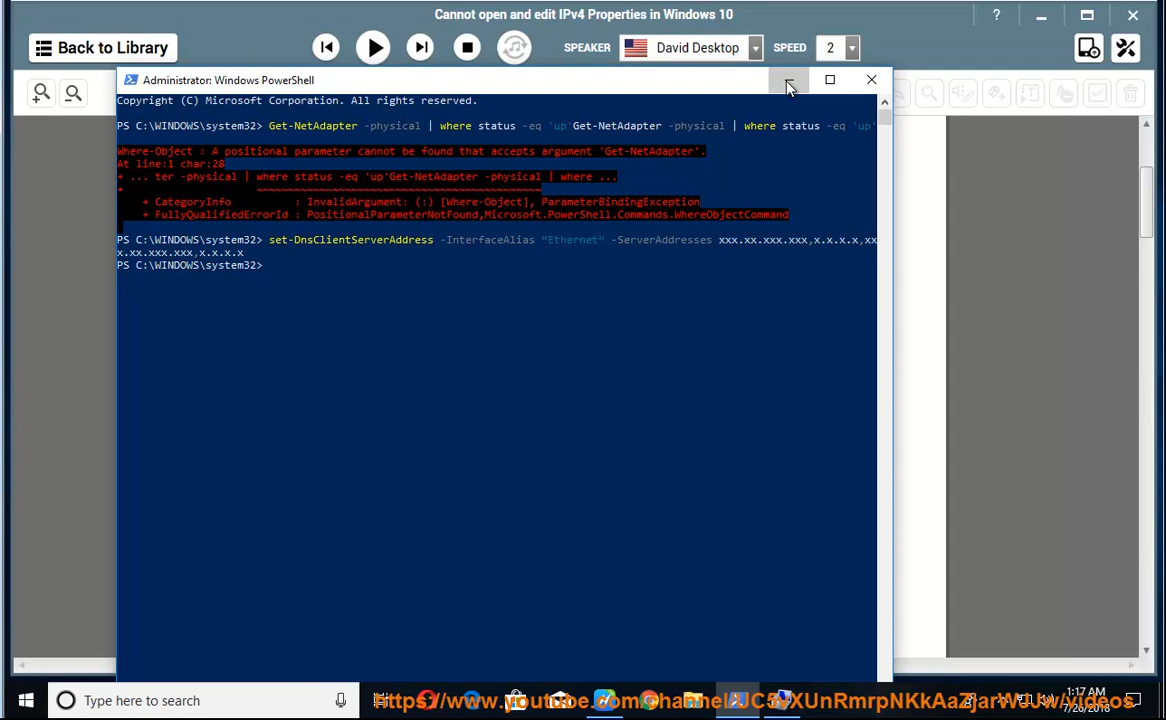 Cannot open and edit IPv4 Properties in Windows 10
Back to Library
SPEAKER
David Desktop
SPEED
2
Administrator: Windows PowerShell
Copyright (C) Microsoft Corporation. All rights reserved.
PS C:\WINDOWS\system32> Get-NetAdapter -physical | where status -eq 'up'Get-NetAdapter -physical | where status -eq 'up'
Where-Object : A positional parameter cannot be found that accepts argument 'Get-NetAdapter'.
At line:1 char:28
+ ... ter -physical | where status -eq 'up'Get-NetAdapter -physical | where ...
+ ~~~~~~~~~~~~~~~~~~~~~~~~~~~~~~~~~~~~~~~~~~~~~
+ CategoryInfo : InvalidArgument: (:) [Where-Object], ParameterBindingException
+ FullyQualifiedErrorId : PositionalParameterNotFound,Microsoft.PowerShell.Commands.WhereObjectCommand
PS C:\WINDOWS\system32> set-DnsClientServerAddress -InterfaceAlias "Ethernet" -ServerAddresses xxx.xx.xxx.xxx,x.x.x.x,xx
x.xx.xxx.xxx,x.x.x.x
PS C:\WINDOWS\system32>
Type here to search
1:17 AM
7/26/2018